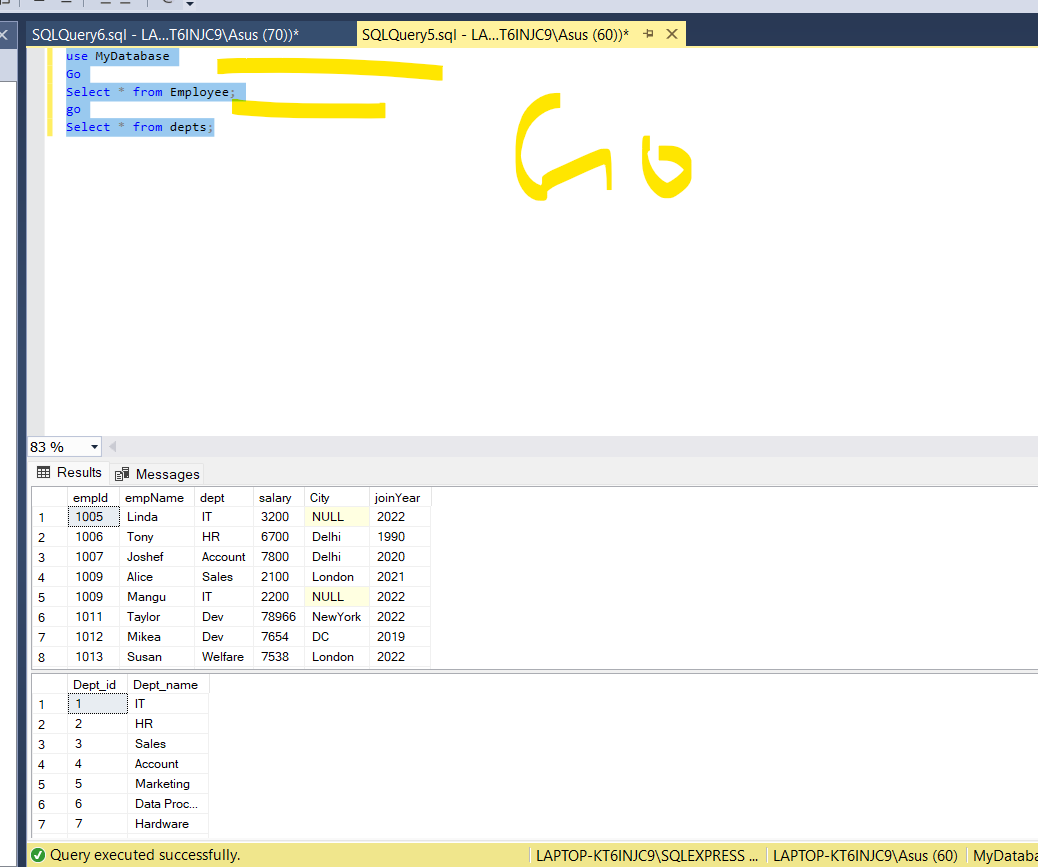 SQLQuery6.sql - LA...T6INJC9\Asus (70))* SQLQuery5.sql - LA...T6INJC9\Asus (60))*
use MyDatabase
Go
Select * from Employee;
go
Select * from depts;
Go
83 %
Results Messages
empId empName dept salary City joinYear
1 1005 Linda IT 3200 NULL 2022
2 1006 Tony HR 6700 Delhi 1990
3 1007 Joshef Account 7800 Delhi 2020
4 1009 Alice Sales 2100 London 2021
5 1009 Mangu IT 2200 NULL 2022
6 1011 Taylor Dev 78966 NewYork 2022
7 1012 Mikea Dev 7654 DC 2019
8 1013 Susan Welfare 7538 London 2022
Dept_id Dept_name
1 1 IT
2 2 HR
3 3 Sales
4 4 Account
5 5 Marketing
6 6 Data Proc...
7 7 Hardware
Query executed successfully. LAPTOP-KT6INJC9\SQLEXPRESS ... LAPTOP-KT6INJC9\Asus (60) MyDataba